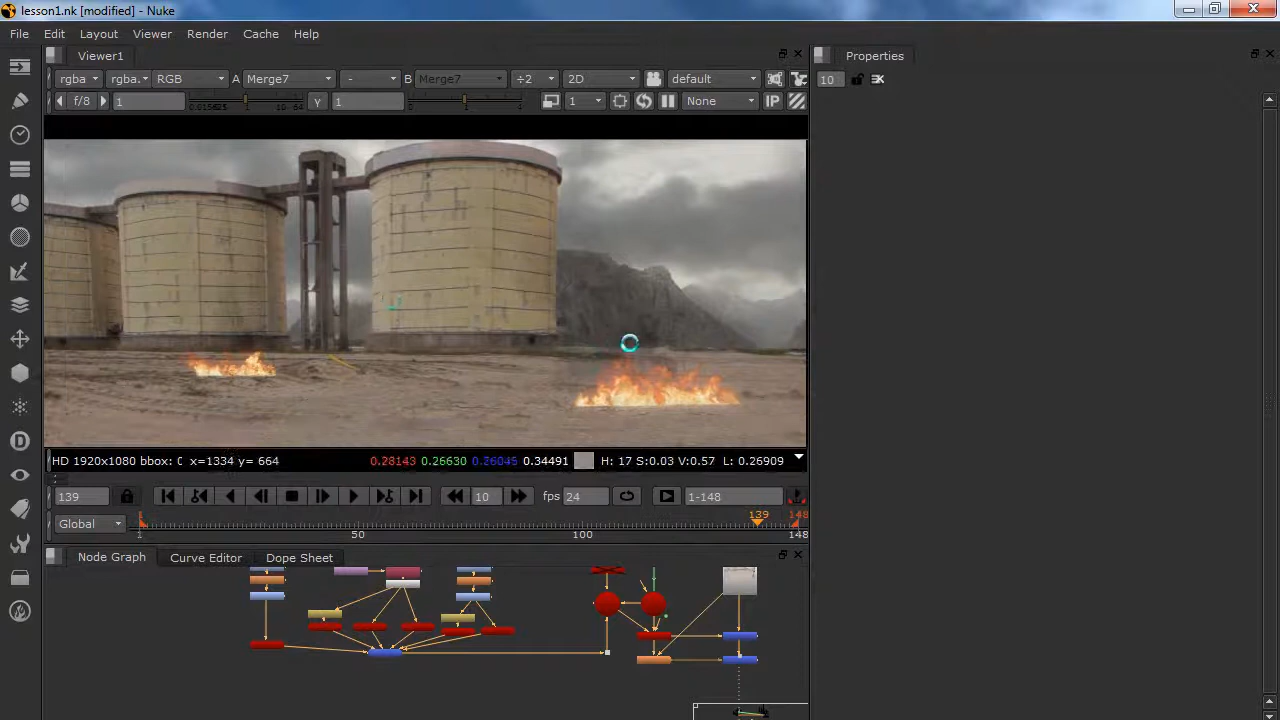 lesson1.nk [modified] - Nuke
File Edit Layout Viewer Render Cache Help
Viewer1 Properties
rgba rgba. RGB A Merge7 - B Merge7 ÷2 2D default 10
f/8 1 γ 1 1 None IP
HD 1920x1080 bbox: 0 x=1334 y= 664 0.28143 0.26630 0.26045 0.34491 H: 17 S:0.03 V:0.57 L: 0.26909
139 10 fps 24 1-148
Global 1 50 100 139 148
1 148
Node Graph Curve Editor Dope Sheet